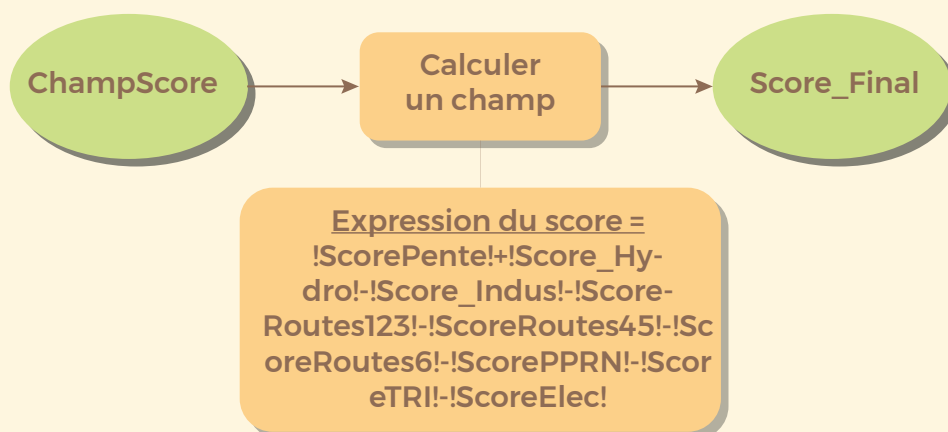 ChampScore
Calculer
un champ
Score_Final
Expression du score =
!ScorePente!+!Score_Hy-
dro!-!Score_Indus!-!Score-
Routes123!-!ScoreRoutes45!-!Sc
oreRoutes6!-!ScorePPRN!-!Scor
eTRI!-!ScoreElec!